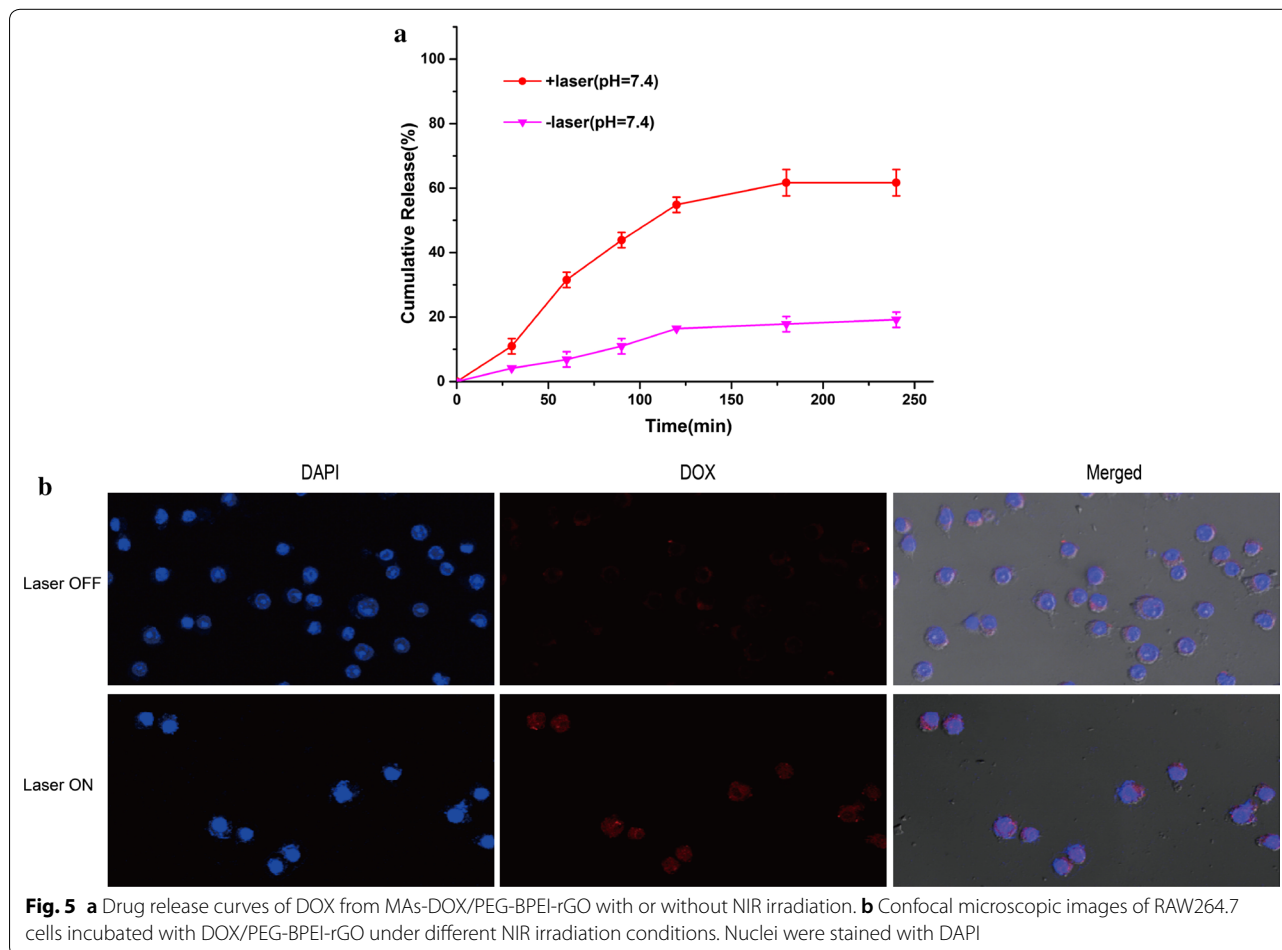 a
100
80
60
40
20
0
Cumulative Release(%)
+laser(pH=7.4)
-laser(pH=7.4)
0 50 100 150 200 250
Time(min)
b
DAPI DOX Merged
Laser OFF
Laser ON
Fig. 5 a Drug release curves of DOX from MAs-DOX/PEG-BPEI-rGO with or without NIR irradiation. b Confocal microscopic images of RAW264.7
cells incubated with DOX/PEG-BPEI-rGO under different NIR irradiation conditions. Nuclei were stained with DAPI